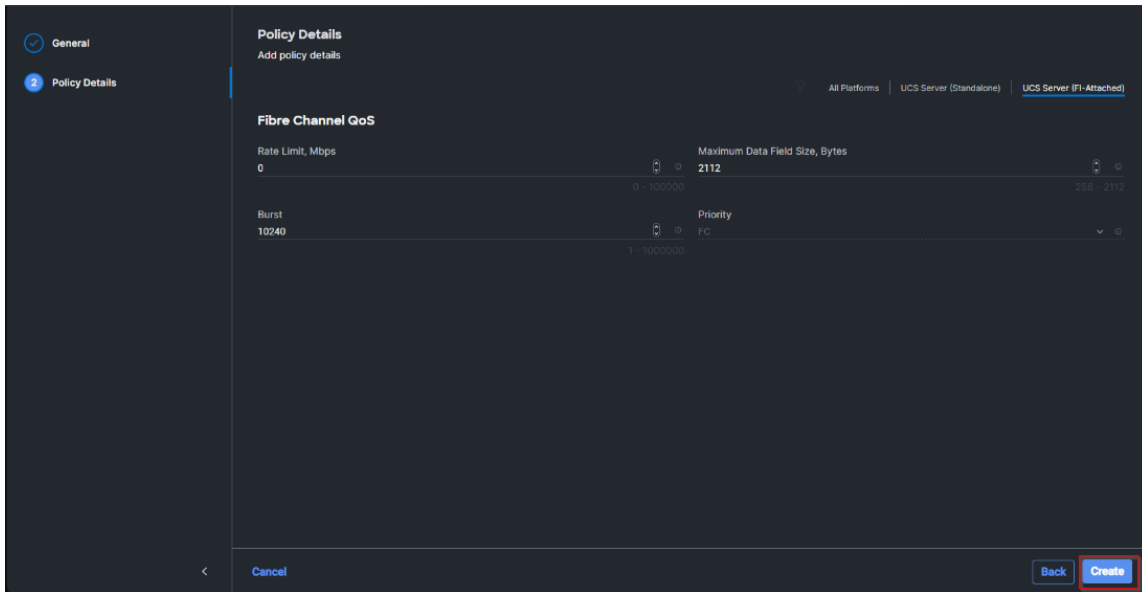 General
2 Policy Details
Policy Details
Add policy details
All Platforms UCS Server (Standalone) UCS Server (FI-Attached)
Fibre Channel QoS
Rate Limit, Mbps
0
0 - 100000
Maximum Data Field Size, Bytes
2112
256 - 2112
Burst
10240
1 - 1000000
Priority
FC
Cancel
Back
Create